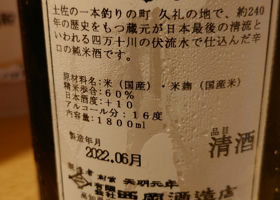 土佐の一本釣りの町 久礼の地で、約240
年の歴史をもつ蔵元が日本最後の清流と
いわれる四万十川の伏流水で仕込んだ辛
口の純米酒です。
原材料名：米（国産）・米麹（国産米）
精米歩合：60％
日本酒度：＋10
アルコール分：16度
内容量：1800ml
品目
清酒
製造年月
2022.06月
創業 天明元年
西岡酒造店